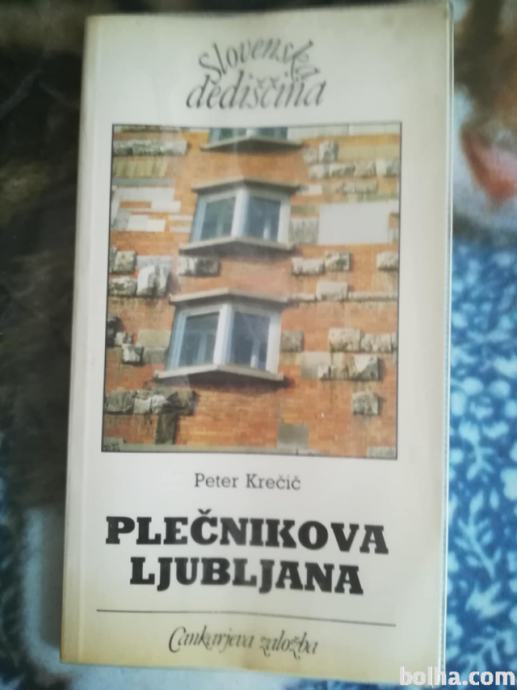 Slovenska
dediščina
Peter Krečič
PLEČNIKOVA
LJUBLJANA
Cankarjeva založba
bolha.com